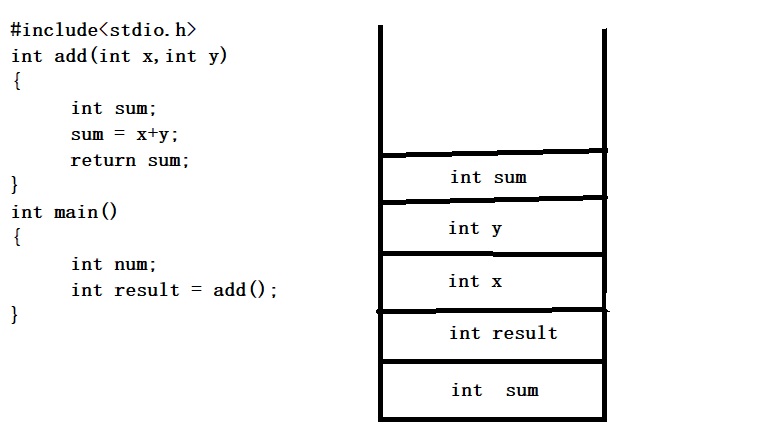 #include<stdio.h>
int add(int x,int y)
{
int sum;
sum = x+y;
return sum;
}
int main()
{
int num;
int result = add();
}
int sum
int y
int x
int result
int sum